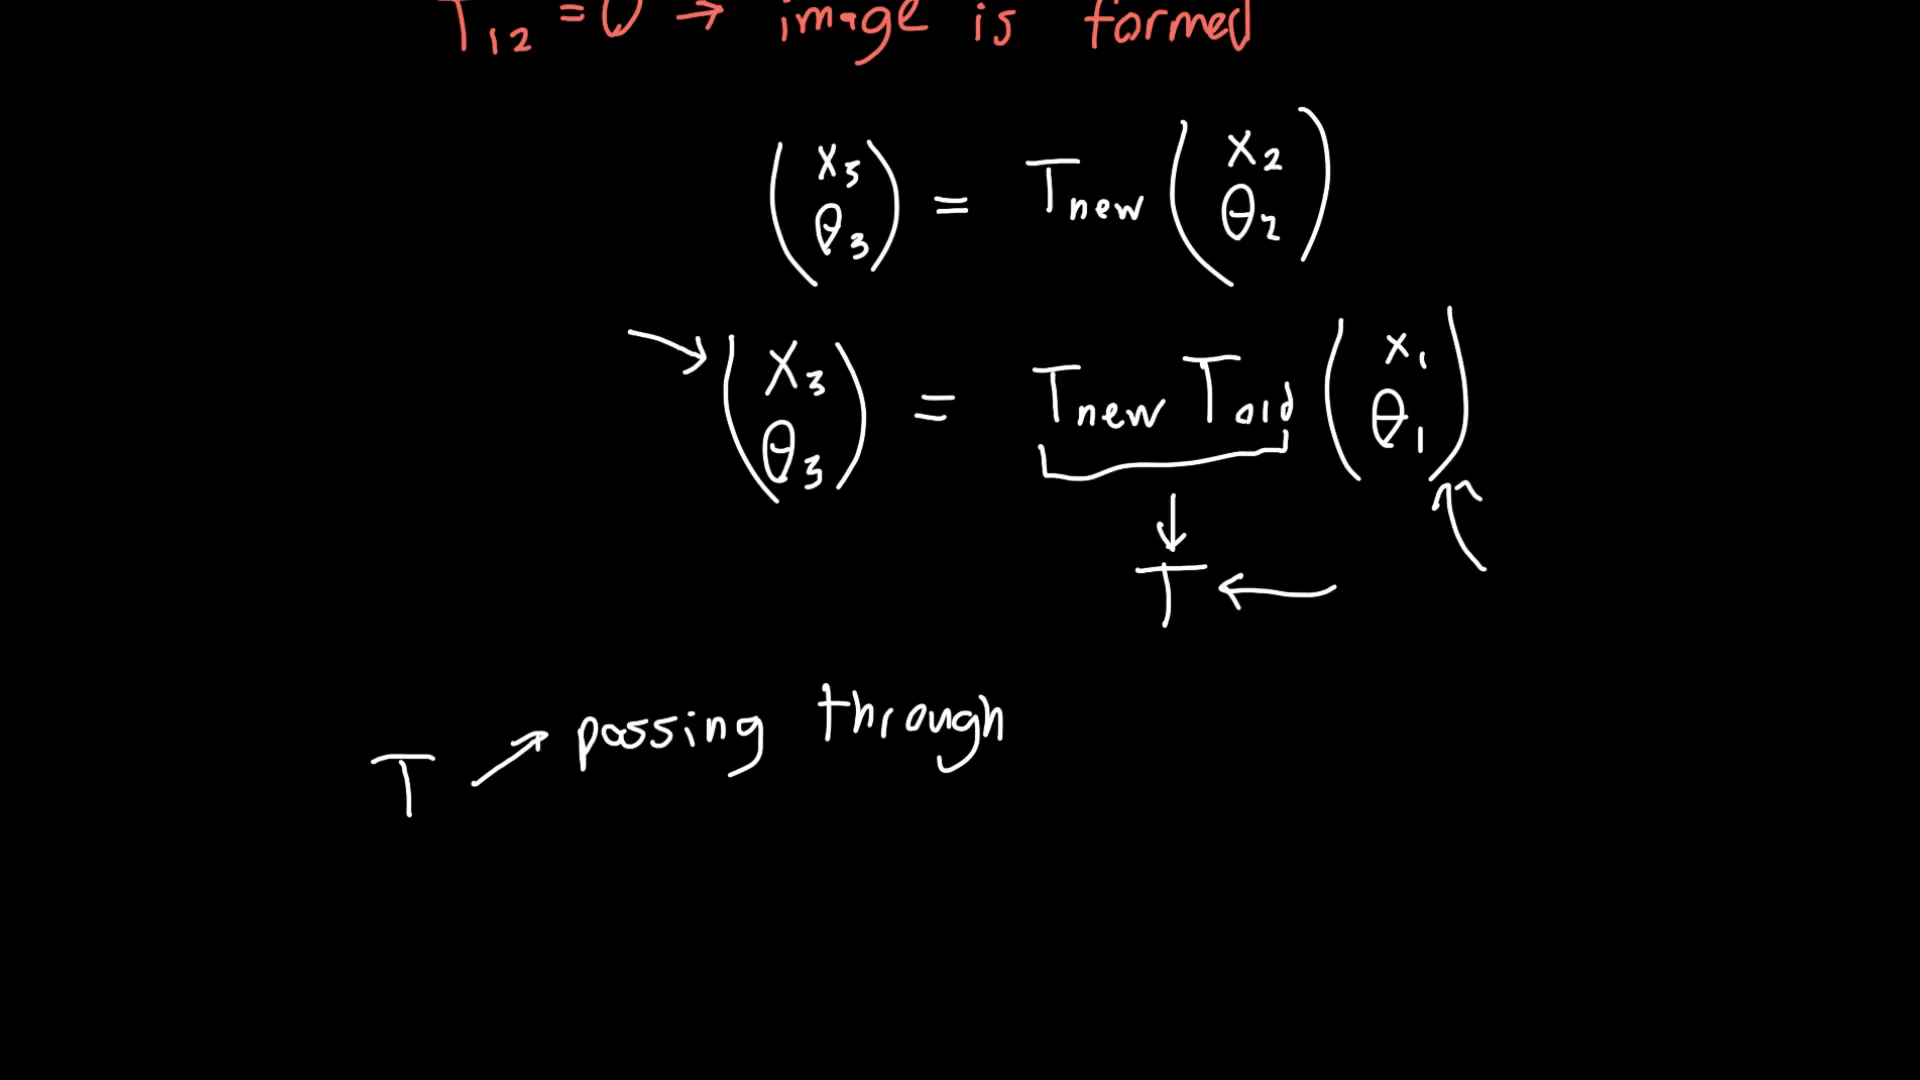 T₁₂ = 0 → image is formed
(x₃ θ₃) = T_new (x₂ θ₂)
→ (x₃ θ₃) = T_new T_old (x₁ θ₁)
↓
T ←
T ↗ passing through